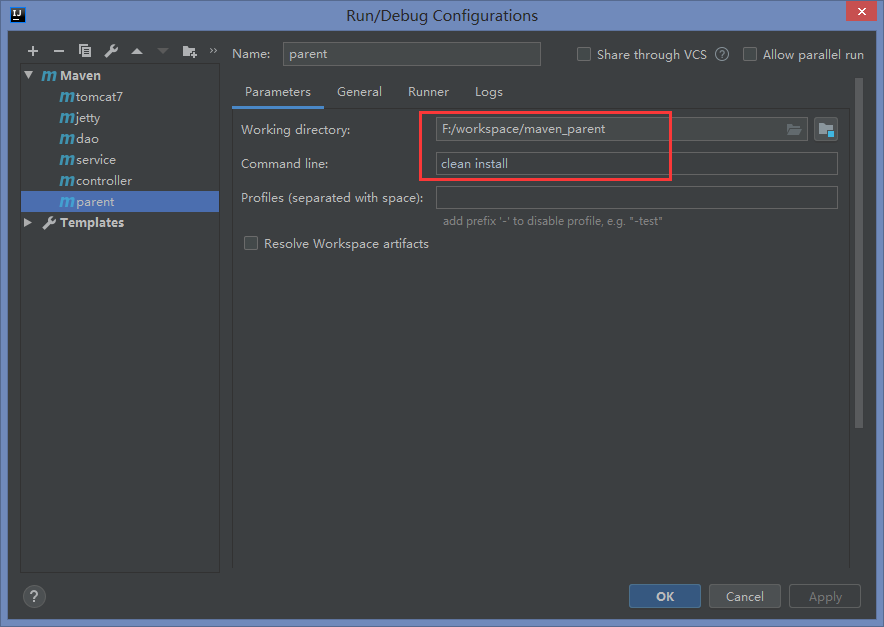 IJ
Run/Debug Configurations
Name: parent Share through VCS ? Allow parallel run
Maven
tomcat7
jetty
dao
service
controller
parent
Templates
Parameters General Runner Logs
Working directory: F:/workspace/maven_parent
Command line: clean install
Profiles (separated with space):
add prefix '-' to disable profile, e.g. "-test"
Resolve Workspace artifacts
? OK Cancel Apply